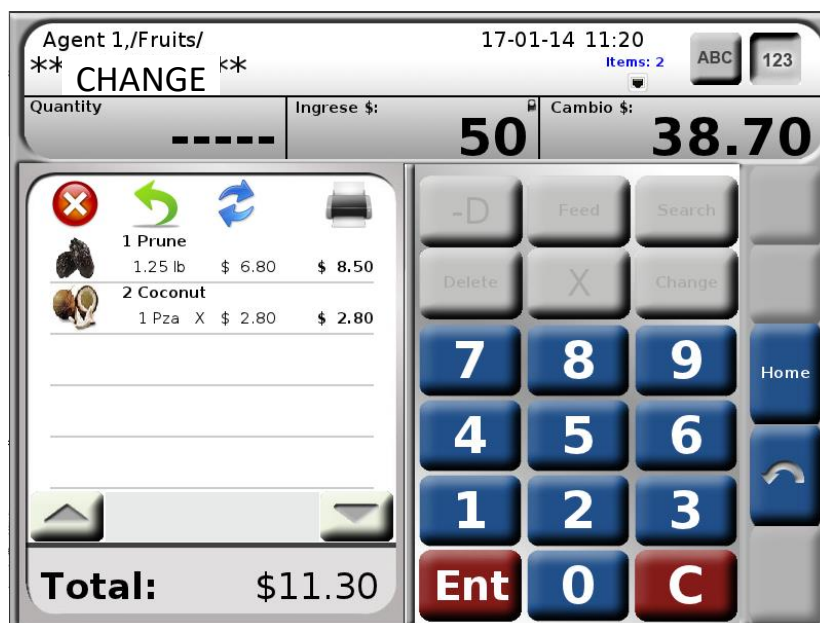 Agent 1,/Fruits/
17-01-14 11:20
** CHANGE **
Items: 2
ABC
123
Quantity
-----
Ingrese $:
50
Cambio $:
38.70
1 Prune
1.25 lb $ 6.80 $ 8.50
2 Coconut
1 Pza X $ 2.80 $ 2.80
Total: $11.30
-D Feed Search
Delete X Change
7 8 9
Home
4 5 6
1 2 3
Ent 0 C